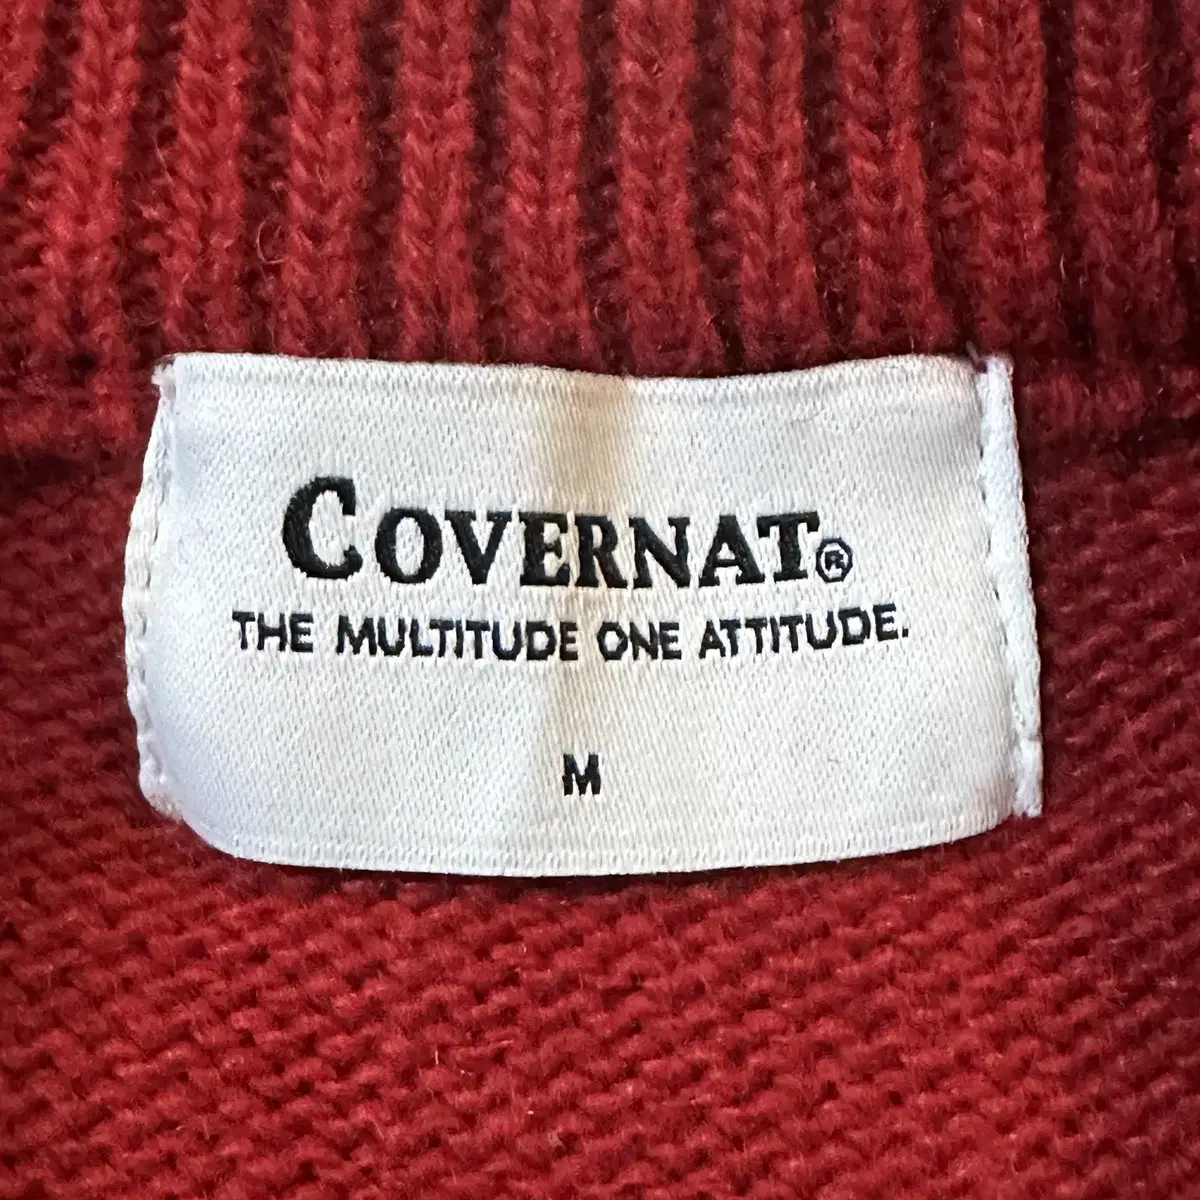 COVERNAT®
THE MULTITUDE ONE ATTITUDE.
M